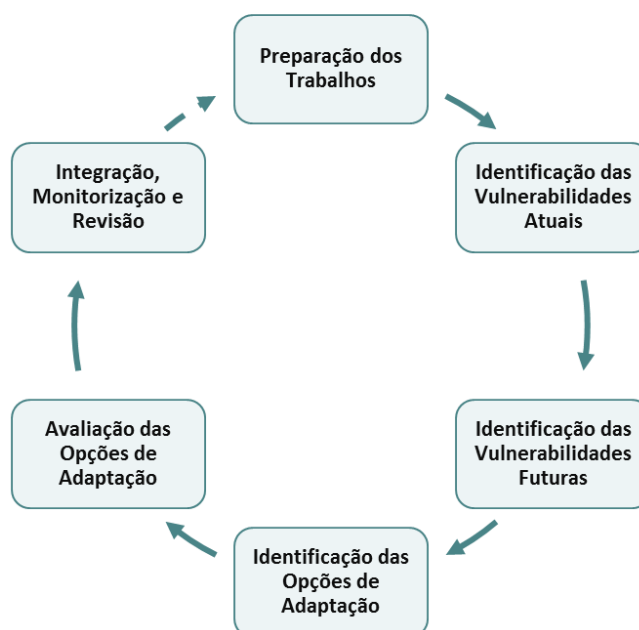 Preparação dos
Trabalhos
Identificação das
Vulnerabilidades
Atuais
Identificação das
Vulnerabilidades
Futuras
Identificação das
Opções de
Adaptação
Avaliação das
Opções de
Adaptação
Integração,
Monitorização e
Revisão